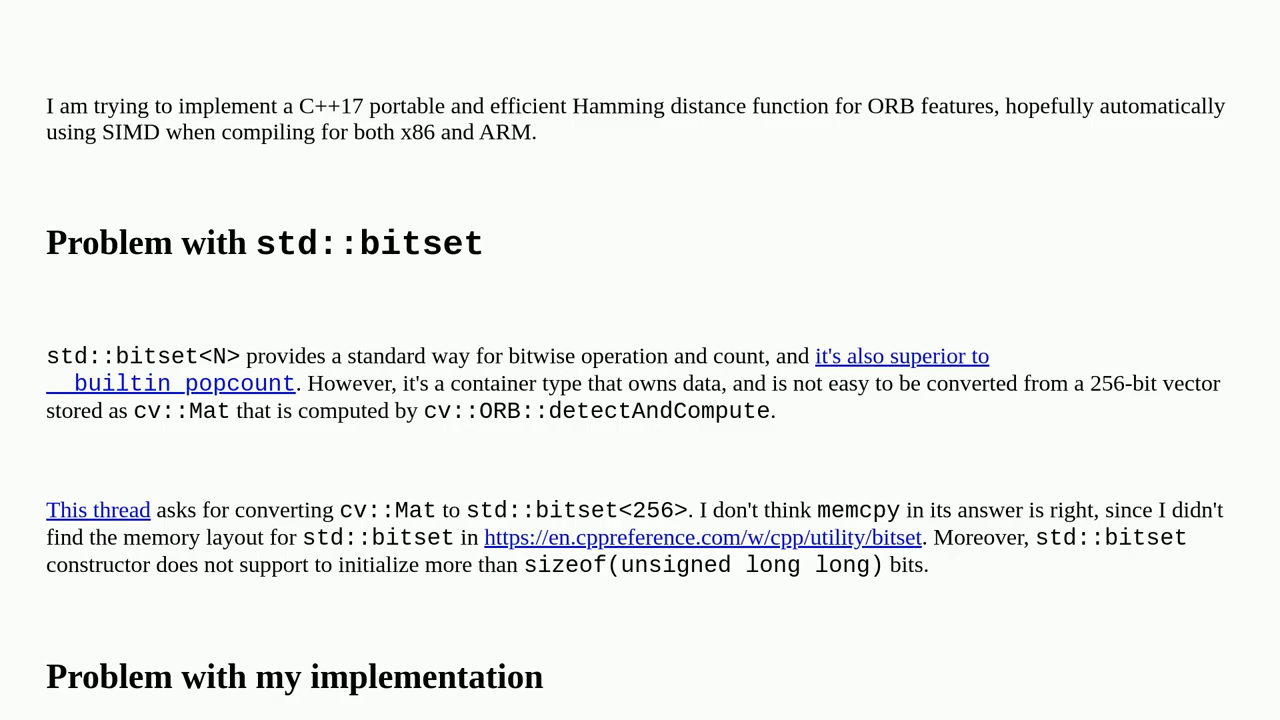 I am trying to implement a C++17 portable and efficient Hamming distance function for ORB features, hopefully automatically
using SIMD when compiling for both x86 and ARM.
Problem with std::bitset
std::bitset<N> provides a standard way for bitwise operation and count, and it's also superior to
__builtin_popcount. However, it's a container type that owns data, and is not easy to be converted from a 256-bit vector
stored as cv::Mat that is computed by cv::ORB::detectAndCompute.
This thread asks for converting cv::Mat to std::bitset<256>. I don't think memcpy in its answer is right, since I didn't
find the memory layout for std::bitset in https://en.cppreference.com/w/cpp/utility/bitset. Moreover, std::bitset
constructor does not support to initialize more than sizeof(unsigned long long) bits.
Problem with my implementation